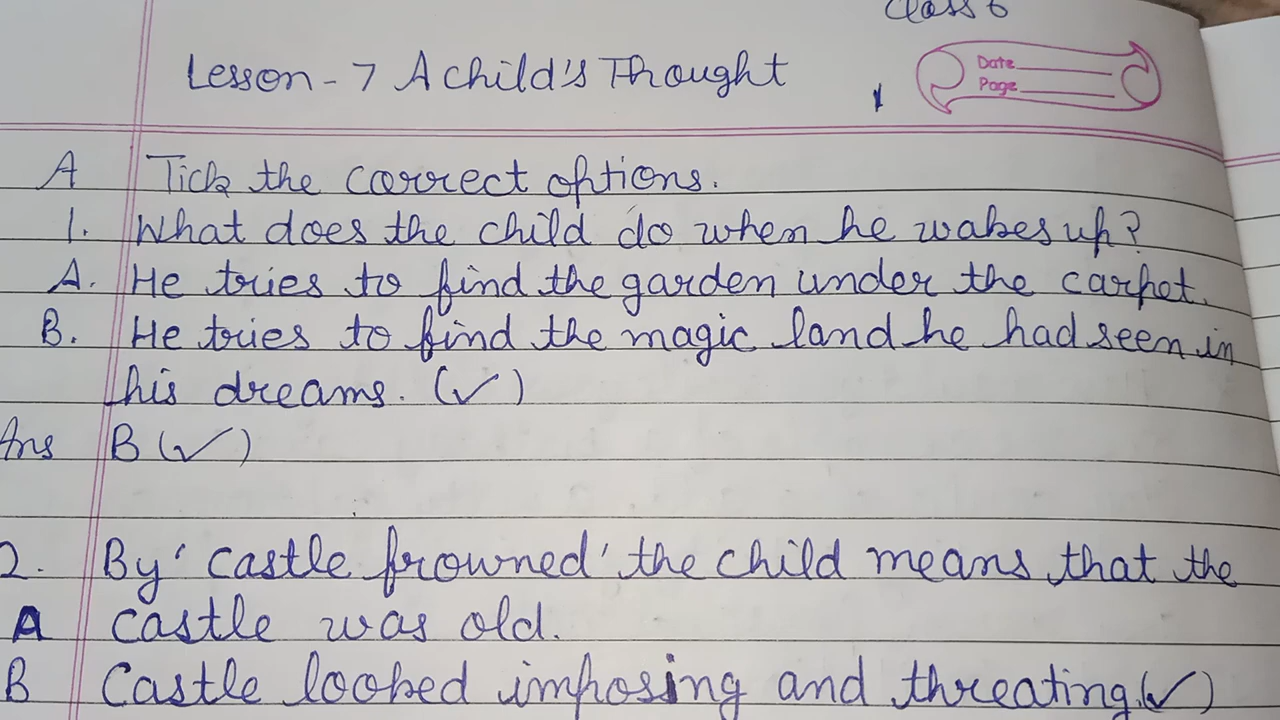 Class 6
Lesson - 7 A Child's Thought
Date
Page
A Tick the correct options.
1. What does the child do when he wakes up?
A. He tries to find the garden under the carpet.
B. He tries to find the magic land he had seen in
his dreams. (✓)
Ans B (✓)
2. By 'castle frowned' the child means that the
A castle was old.
B Castle looked imposing and threating.(✓)